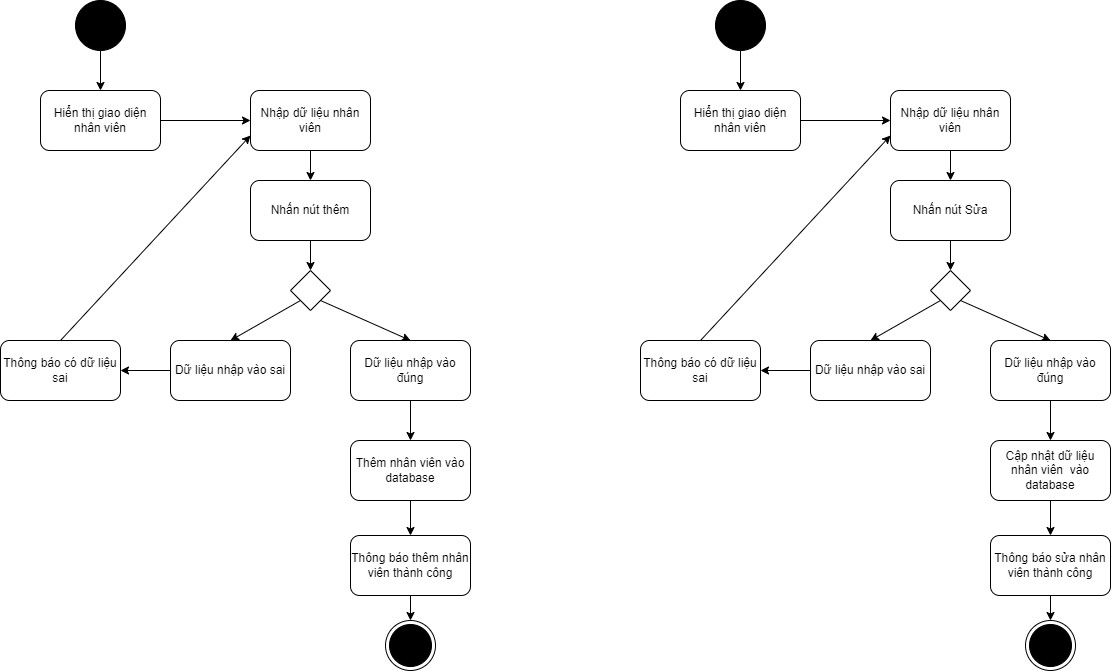 Hiển thị giao diện
nhân viên
Nhập dữ liệu nhân
viên
Nhấn nút thêm
Thông báo có dữ liệu
sai
Dữ liệu nhập vào sai
Dữ liệu nhập vào
đúng
Thêm nhân viên vào
database
Thông báo thêm nhân
viên thành công
Hiển thị giao diện
nhân viên
Nhập dữ liệu nhân
viên
Nhấn nút Sửa
Thông báo có dữ liệu
sai
Dữ liệu nhập vào sai
Dữ liệu nhập vào
đúng
Cập nhật dữ liệu
nhân viên  vào
database
Thông báo sửa nhân
viên thành công